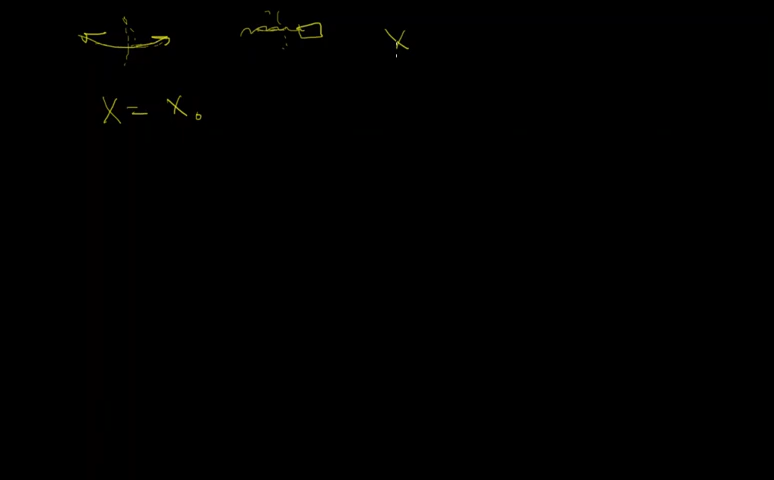 X
X = X₀